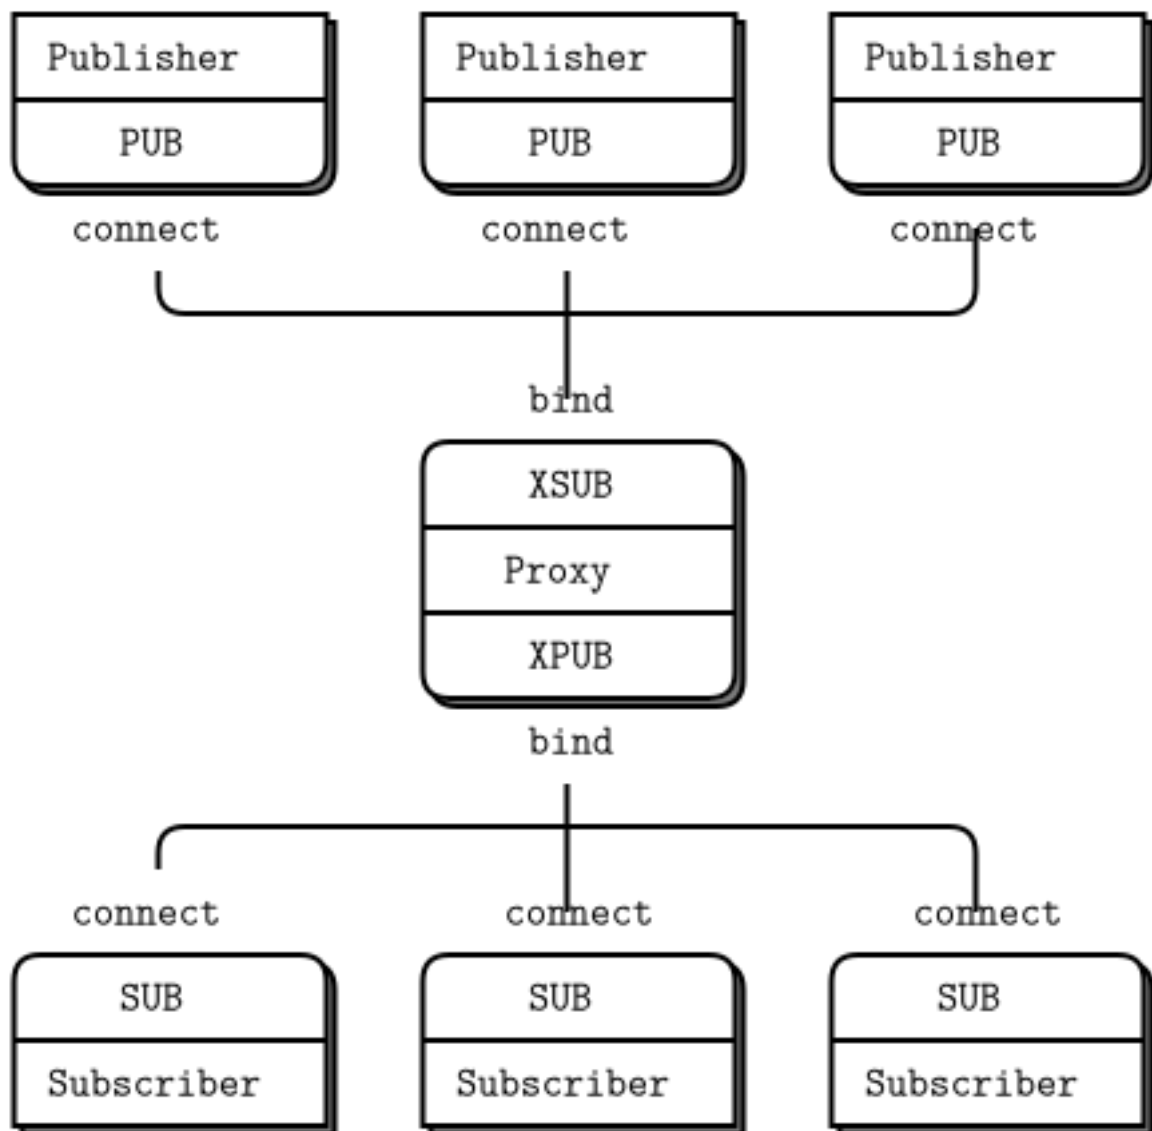 Publisher Publisher Publisher
PUB PUB PUB
connect connect connect
bind
XSUB
Proxy
XPUB
bind
connect connect connect
SUB SUB SUB
Subscriber Subscriber Subscriber